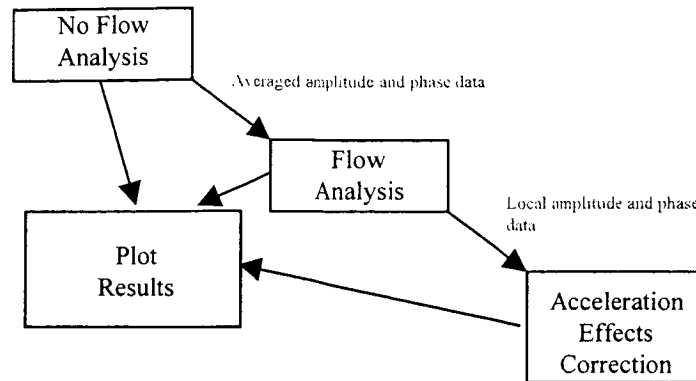 No Flow
Analysis
Averaged amplitude and phase data
Flow
Analysis
Local amplitude and phase
data
Plot
Results
Acceleration
Effects
Correction